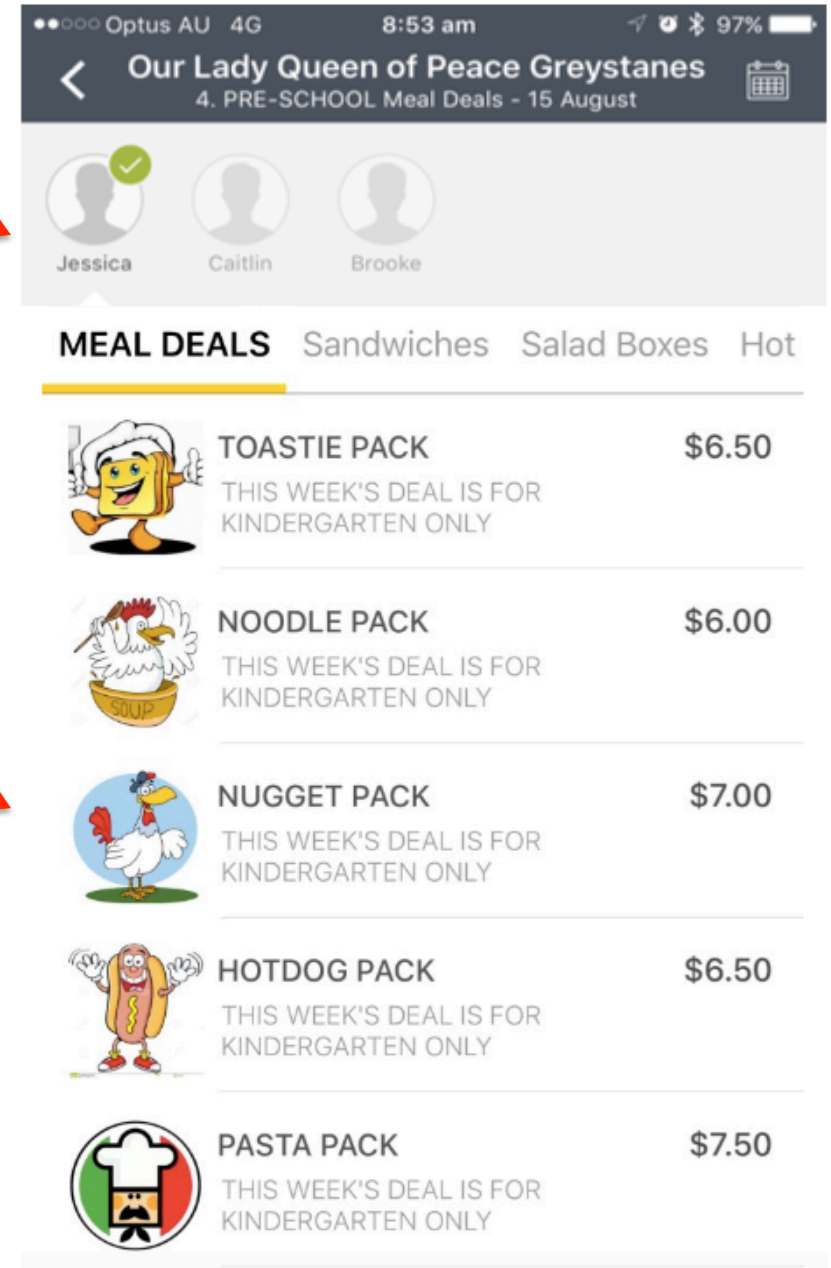 Optus AU 4G 8:53 am 97%
Our Lady Queen of Peace Greystanes
4. PRE-SCHOOL Meal Deals - 15 August
Jessica Caitlin Brooke
MEAL DEALS Sandwiches Salad Boxes Hot
TOASTIE PACK $6.50
THIS WEEK'S DEAL IS FOR
KINDERGARTEN ONLY
NOODLE PACK $6.00
THIS WEEK'S DEAL IS FOR
KINDERGARTEN ONLY
SOUP
NUGGET PACK $7.00
THIS WEEK'S DEAL IS FOR
KINDERGARTEN ONLY
HOTDOG PACK $6.50
THIS WEEK'S DEAL IS FOR
KINDERGARTEN ONLY
PASTA PACK $7.50
THIS WEEK'S DEAL IS FOR
KINDERGARTEN ONLY